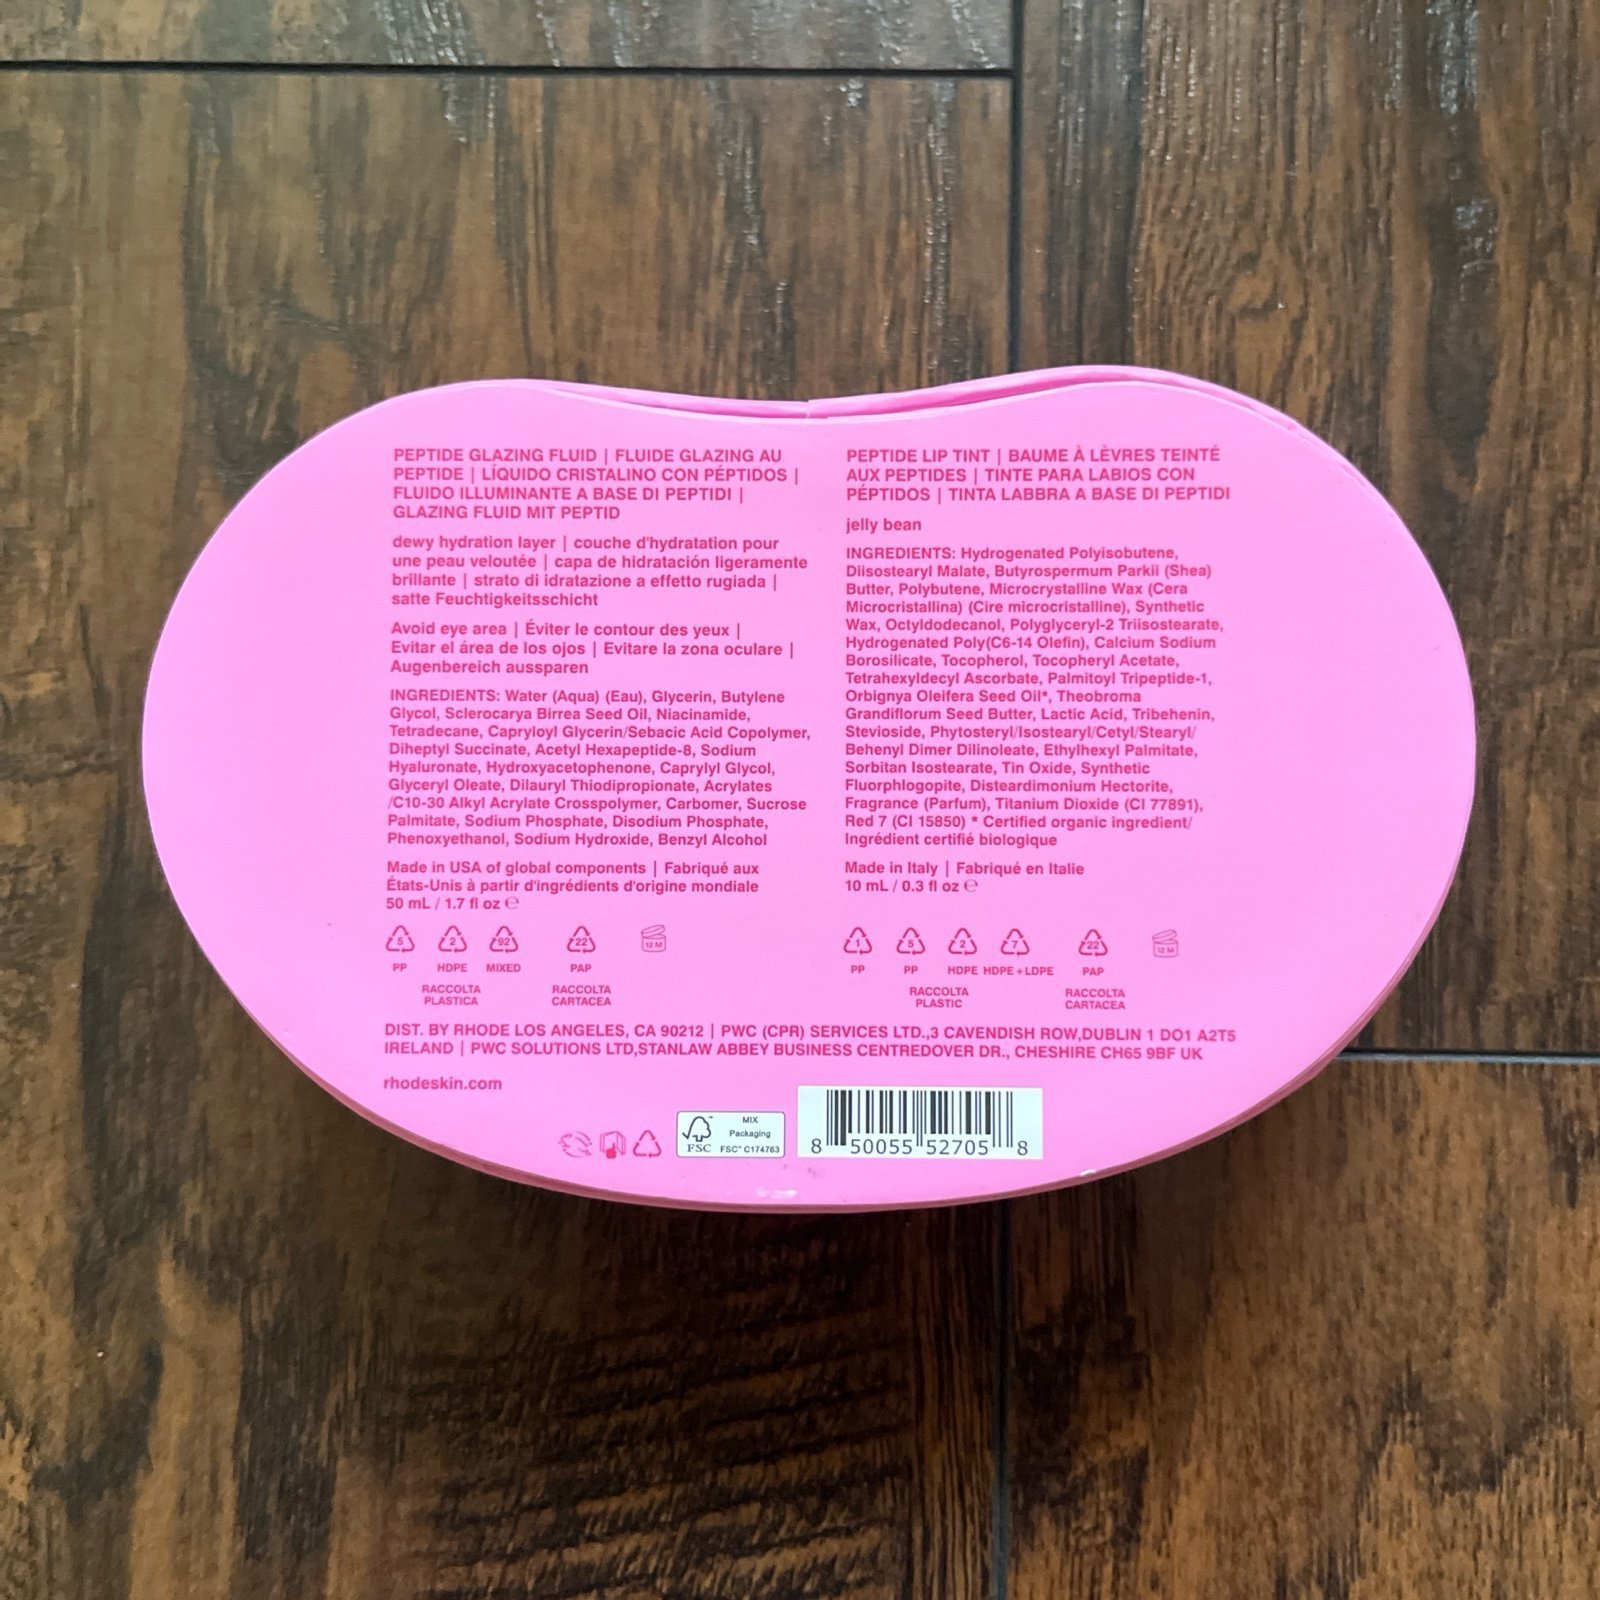 PEPTIDE GLAZING FLUID | FLUIDE GLAZING AU
PEPTIDE | LÍQUIDO CRISTALINO CON PÉPTIDOS |
FLUIDO ILLUMINANTE A BASE DI PEPTIDI |
GLAZING FLUID MIT PEPTID
dewy hydration layer | couche d'hydratation pour
une peau veloutée | capa de hidratación ligeramente
brillante | strato di idratazione a effetto rugiada |
satte Feuchtigkeitsschicht
Avoid eye area | Éviter le contour des yeux |
Evitar el área de los ojos | Evitare la zona oculare |
Augenbereich aussparen
INGREDIENTS: Water (Aqua) (Eau), Glycerin, Butylene
Glycol, Sclerocarya Birrea Seed Oil, Niacinamide,
Tetradecane, Capryloyl Glycerin/Sebacic Acid Copolymer,
Diheptyl Succinate, Acetyl Hexapeptide-8, Sodium
Hyaluronate, Hydroxyacetophenone, Caprylyl Glycol,
Glyceryl Oleate, Dilauryl Thiodipropionate, Acrylates
/C10-30 Alkyl Acrylate Crosspolymer, Carbomer, Sucrose
Palmitate, Sodium Phosphate, Disodium Phosphate,
Phenoxyethanol, Sodium Hydroxide, Benzyl Alcohol
Made in USA of global components | Fabriqué aux
États-Unis à partir d'ingrédients d'origine mondiale
50 mL / 1.7 fl oz ℮
5 2 92 22 12 M
PP HDPE MIXED PAP
RACCOLTA PLASTICA
RACCOLTA CARTACEA
PEPTIDE LIP TINT | BAUME À LÈVRES TEINTÉ
AUX PEPTIDES | TINTE PARA LABIOS CON
PÉPTIDOS | TINTA LABBRA A BASE DI PEPTIDI
jelly bean
INGREDIENTS: Hydrogenated Polyisobutene,
Diisostearyl Malate, Butyrospermum Parkii (Shea)
Butter, Polybutene, Microcrystalline Wax (Cera
Microcristallina) (Cire microcristalline), Synthetic
Wax, Octyldodecanol, Polyglyceryl-2 Triisostearate,
Hydrogenated Poly(C6-14 Olefin), Calcium Sodium
Borosilicate, Tocopherol, Tocopheryl Acetate,
Tetrahexyldecyl Ascorbate, Palmitoyl Tripeptide-1,
Orbignya Oleifera Seed Oil*, Theobroma
Grandiflorum Seed Butter, Lactic Acid, Tribehenin,
Stevioside, Phytosteryl/Isostearyl/Cetyl/Stearyl/
Behenyl Dimer Dilinoleate, Ethylhexyl Palmitate,
Sorbitan Isostearate, Tin Oxide, Synthetic
Fluorphlogopite, Disteardimonium Hectorite,
Fragrance (Parfum), Titanium Dioxide (CI 77891),
Red 7 (CI 15850) * Certified organic ingredient/
Ingrédient certifié biologique
Made in Italy | Fabriqué en Italie
10 mL / 0.3 fl oz ℮
1 5 2 7 22 12 M
PP PP HDPE HDPE+LDPE PAP
RACCOLTA PLASTIC
RACCOLTA CARTACEA
DIST. BY RHODE LOS ANGELES, CA 90212 | PWC (CPR) SERVICES LTD.,3 CAVENDISH ROW,DUBLIN 1 DO1 A2T5
IRELAND | PWC SOLUTIONS LTD,STANLAW ABBEY BUSINESS CENTREDOVER DR., CHESHIRE CH65 9BF UK
rhodeskin.com
FSC™
MIX
Packaging
FSC™ C174763
8 50055 52705 8